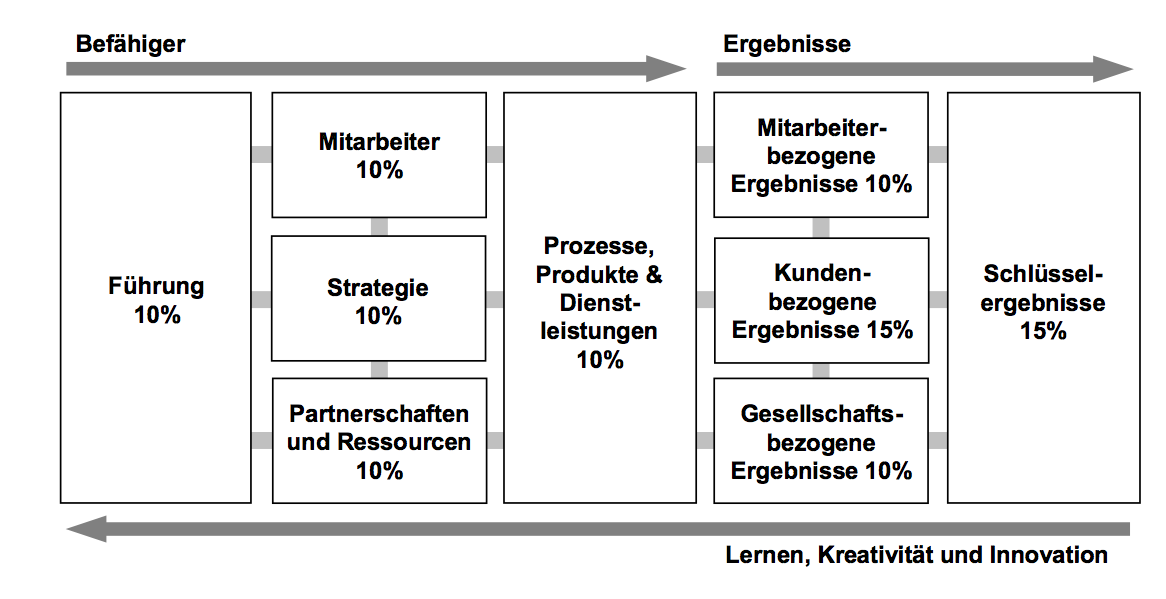 Befähiger
Ergebnisse
Führung
10%
Mitarbeiter
10%
Strategie
10%
Partnerschaften
und Ressourcen
10%
Prozesse,
Produkte &
Dienst-
leistungen
10%
Mitarbeiter-
bezogene
Ergebnisse 10%
Kunden-
bezogene
Ergebnisse 15%
Gesellschafts-
bezogene
Ergebnisse 10%
Schlüssel-
ergebnisse
15%
Lernen, Kreativität und Innovation